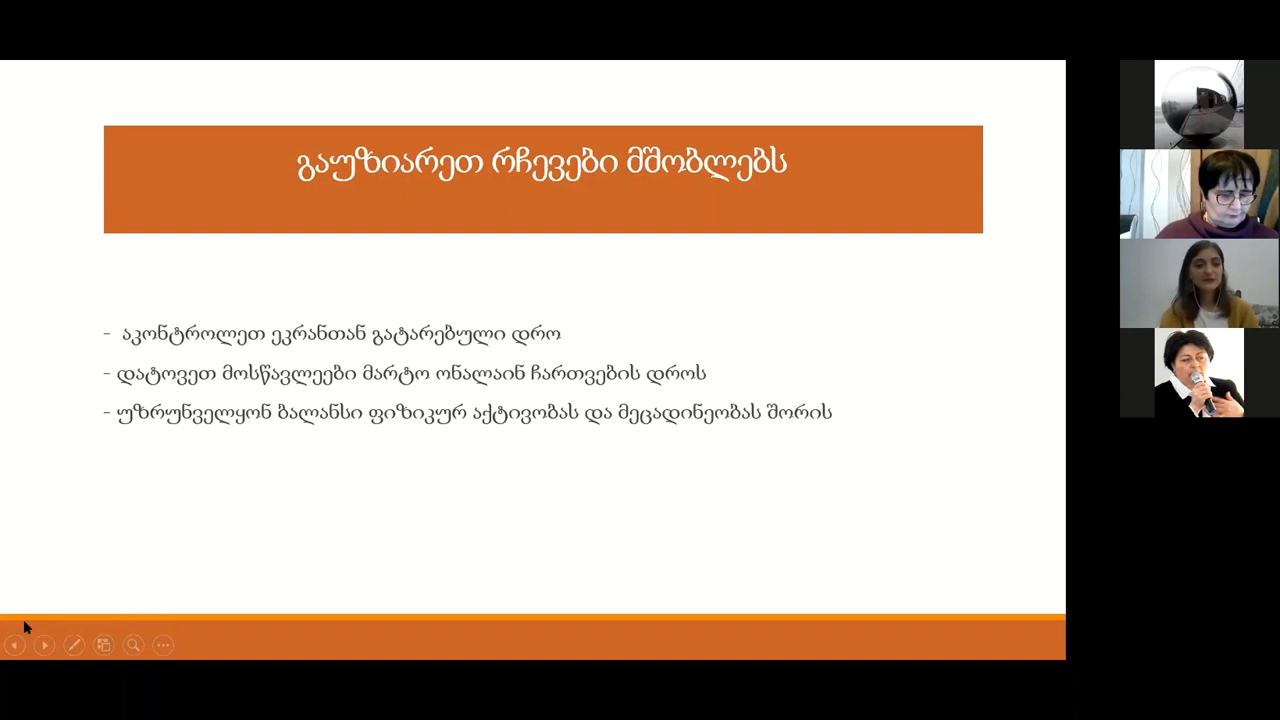 გაუზიარეთ რჩევები მშობლებს
- აკონტროლეთ ეკრანთან გატარებული დრო
- დატოვეთ მოსწავლეები მარტო ონალაინ ჩართვების დროს
- უზრუნველყონ ბალანსი ფიზიკურ აქტივობას და მეცადინეობას შორის